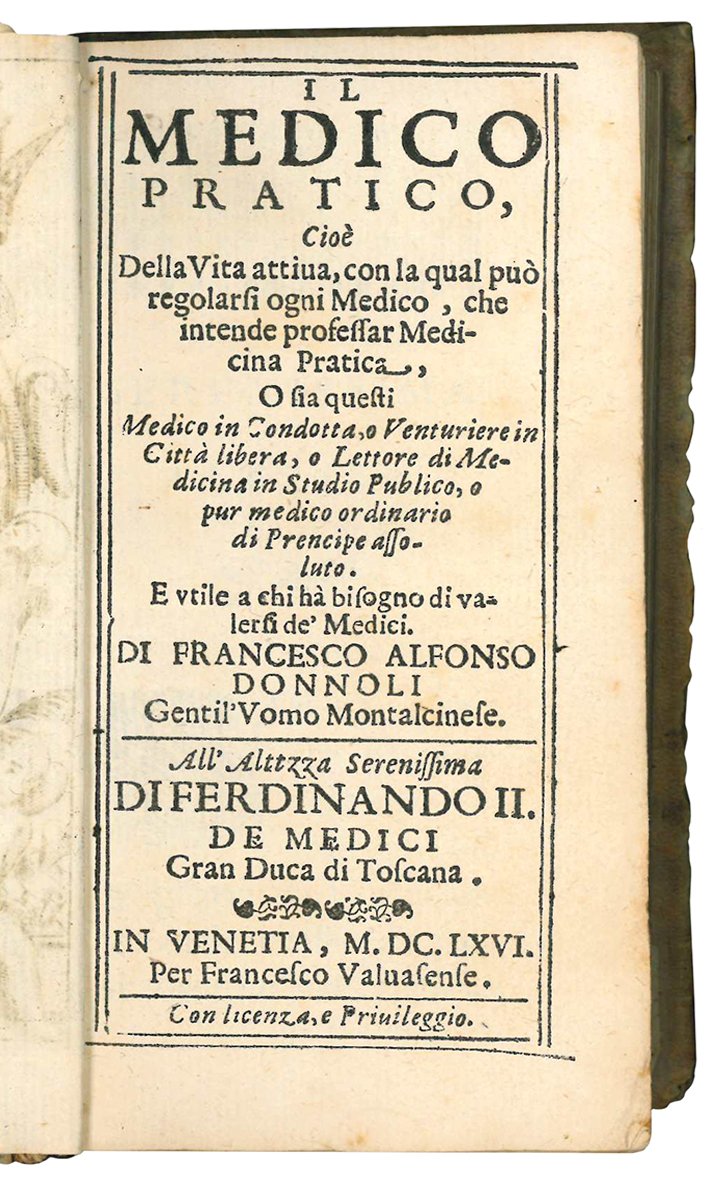 IL
MEDICO
PRATICO,
Cioè
Della Vita attiua, con la qual può
regolarſi ogni Medico, che
intende profeſſar Medi-
cina Pratica,
O ſia queſti
Medico in Condotta, o Venturiere in
Città libera, o Lettore di Me-
dicina in Studio Publico, o
pur medico ordinario
di Prencipe aſſo-
luto.
E vtile a chi hà biſogno di va-
lerſi de' Medici.
DI FRANCESCO ALFONSO
DONNOLI
Gentil'Vomo Montalcineſe.
All' Alttzza Sereniſſima
DI FERDINANDO II.
DE MEDICI
Gran Duca di Toſcana.
IN VENETIA, M. DC. LXVI.
Per Franceſco Valuaſenſe.
Con licenza, e Priuileggio.